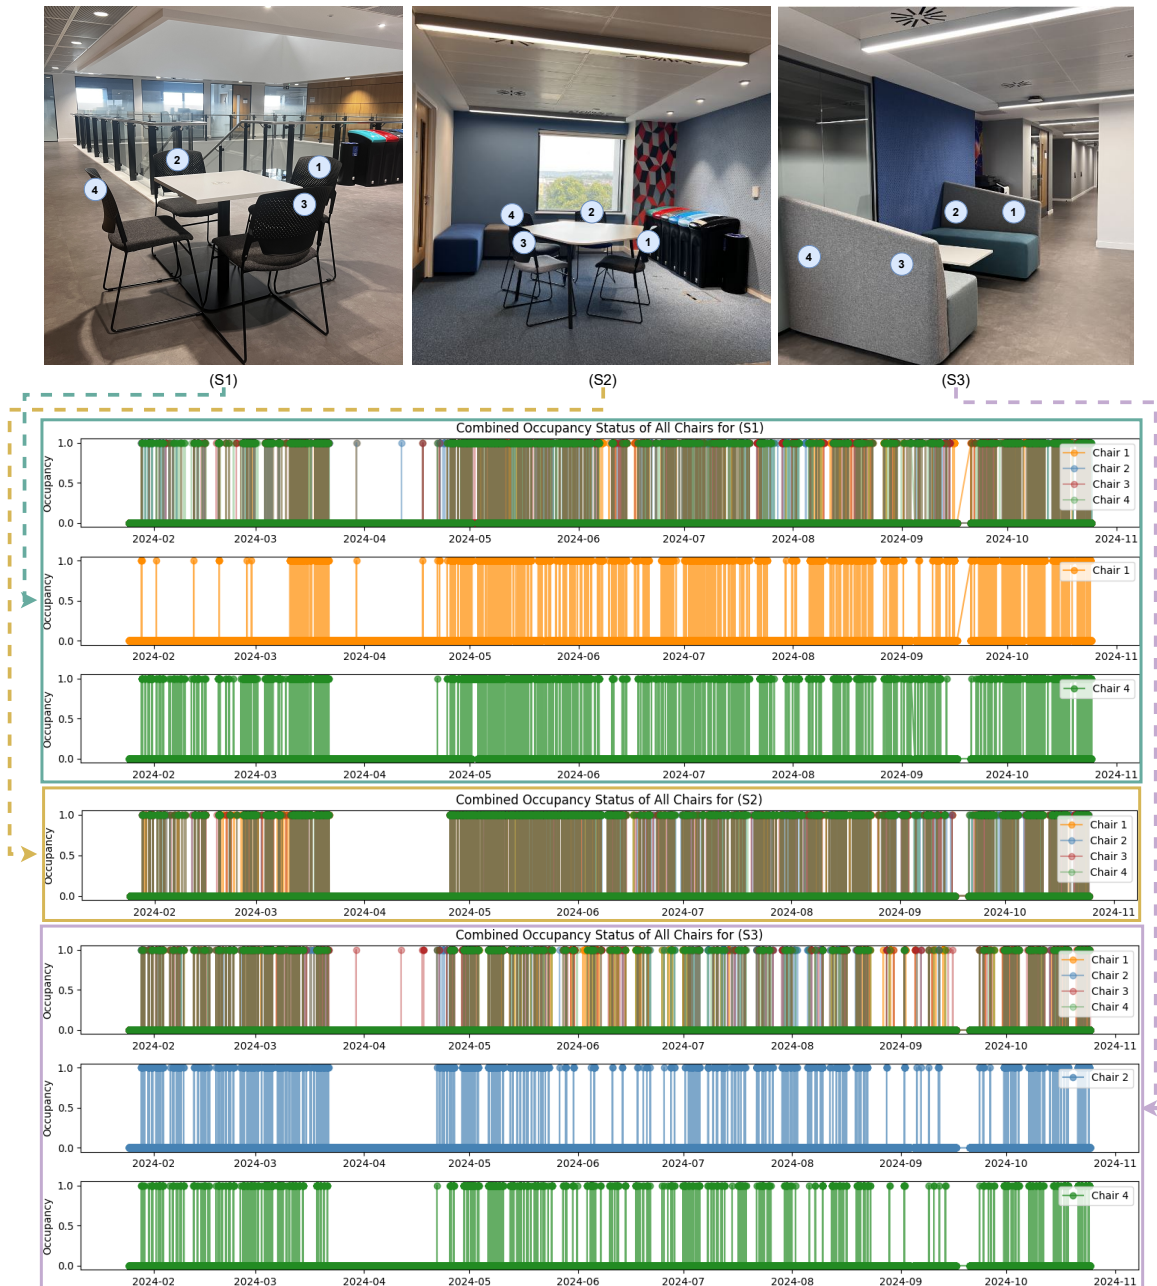 2
1
3
4
4
2
3
1
2
1
4
3
(S1)
(S2)
(S3)
Combined Occupancy Status of All Chairs for (S1)
Occupancy
1.0
0.5
0.0
Chair 1
Chair 2
Chair 3
Chair 4
2024-02 2024-03 2024-04 2024-05 2024-06 2024-07 2024-08 2024-09 2024-10 2024-11
Occupancy
1.0
0.5
0.0
Chair 1
2024-02 2024-03 2024-04 2024-05 2024-06 2024-07 2024-08 2024-09 2024-10 2024-11
Occupancy
1.0
0.5
0.0
Chair 4
2024-02 2024-03 2024-04 2024-05 2024-06 2024-07 2024-08 2024-09 2024-10 2024-11
Combined Occupancy Status of All Chairs for (S2)
Occupancy
1.0
0.5
0.0
Chair 1
Chair 2
Chair 3
Chair 4
2024-02 2024-03 2024-04 2024-05 2024-06 2024-07 2024-08 2024-09 2024-10 2024-11
Combined Occupancy Status of All Chairs for (S3)
Occupancy
1.0
0.5
0.0
Chair 1
Chair 2
Chair 3
Chair 4
2024-02 2024-03 2024-04 2024-05 2024-06 2024-07 2024-08 2024-09 2024-10 2024-11
Occupancy
1.0
0.5
0.0
Chair 2
2024-02 2024-03 2024-04 2024-05 2024-06 2024-07 2024-08 2024-09 2024-10 2024-11
Occupancy
1.0
0.5
0.0
Chair 4
2024-02 2024-03 2024-04 2024-05 2024-06 2024-07 2024-08 2024-09 2024-10 2024-11